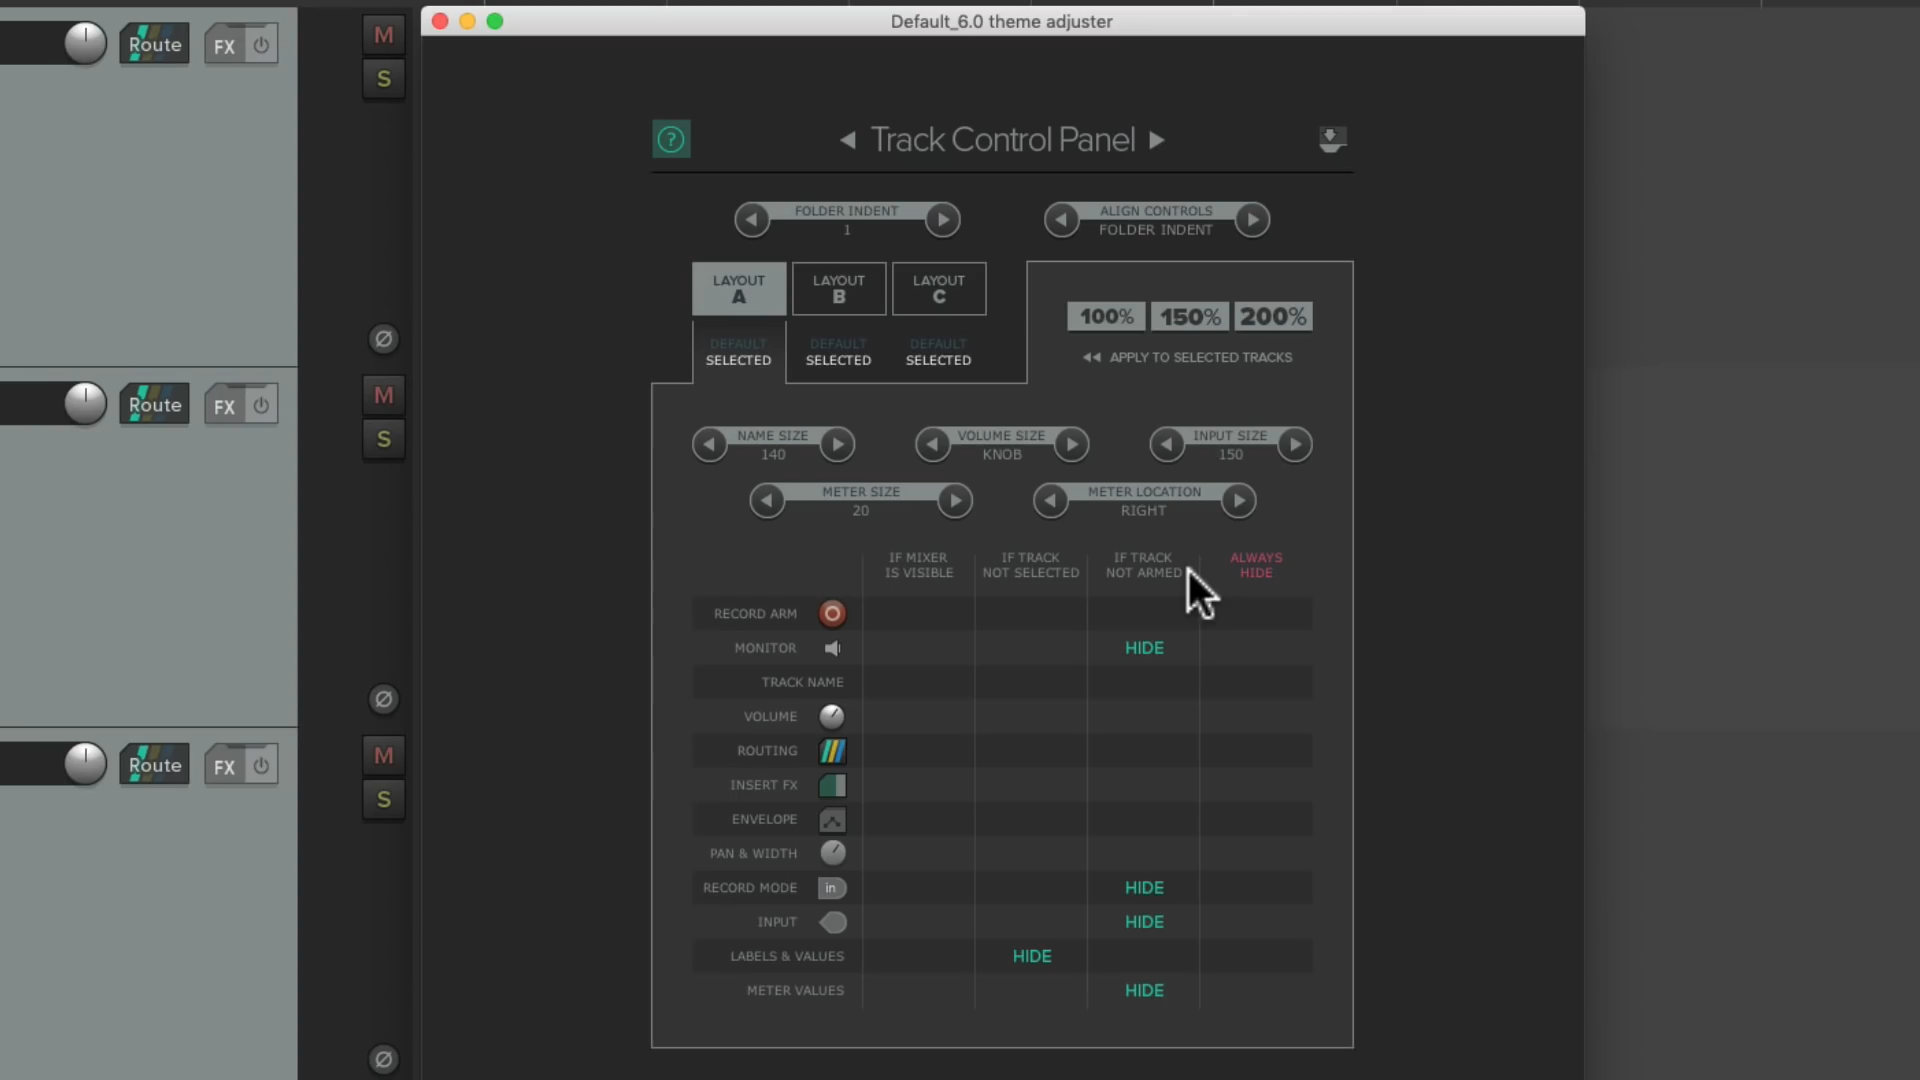 Default_6.0 theme adjuster
Route FX
M
S
? Track Control Panel
FOLDER INDENT
1
ALIGN CONTROLS
FOLDER INDENT
LAYOUT
A
LAYOUT
B
LAYOUT
C
DEFAULT
SELECTED
DEFAULT
SELECTED
DEFAULT
SELECTED
100% 150% 200%
APPLY TO SELECTED TRACKS
Ø
Route FX
M
S
NAME SIZE
140
VOLUME SIZE
KNOB
INPUT SIZE
150
METER SIZE
20
METER LOCATION
RIGHT
IF MIXER
IS VISIBLE
IF TRACK
NOT SELECTED
IF TRACK
NOT ARMED
ALWAYS
HIDE
RECORD ARM
MONITOR HIDE
TRACK NAME
Ø
VOLUME
ROUTING
Route FX
M
S
INSERT FX
ENVELOPE
PAN & WIDTH
RECORD MODE in HIDE
INPUT HIDE
LABELS & VALUES HIDE
METER VALUES HIDE
Ø